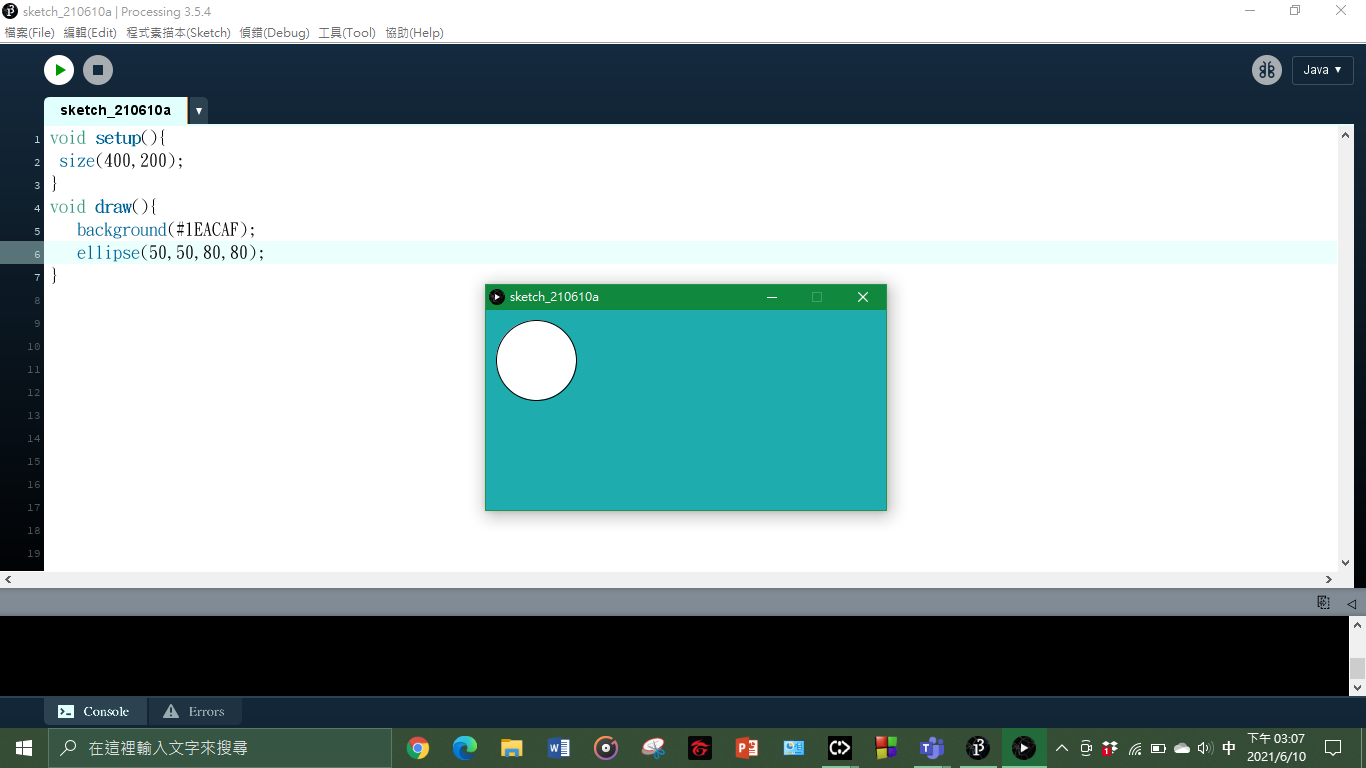 sketch_210610a | Processing 3.5.4
檔案(File) 編輯(Edit) 程式素描本(Sketch) 偵錯(Debug) 工具(Tool) 協助(Help)
Java ▼
sketch_210610a ▼
1 void setup(){
2  size(400,200);
3 }
4 void draw(){
5   background(#1EACAF);
6   ellipse(50,50,80,80);
7 }
8
9
10
11
12
13
14
15
16
17
18
19
sketch_210610a
Console Errors
在這裡輸入文字來搜尋
中
下午 03:07
2021/6/10